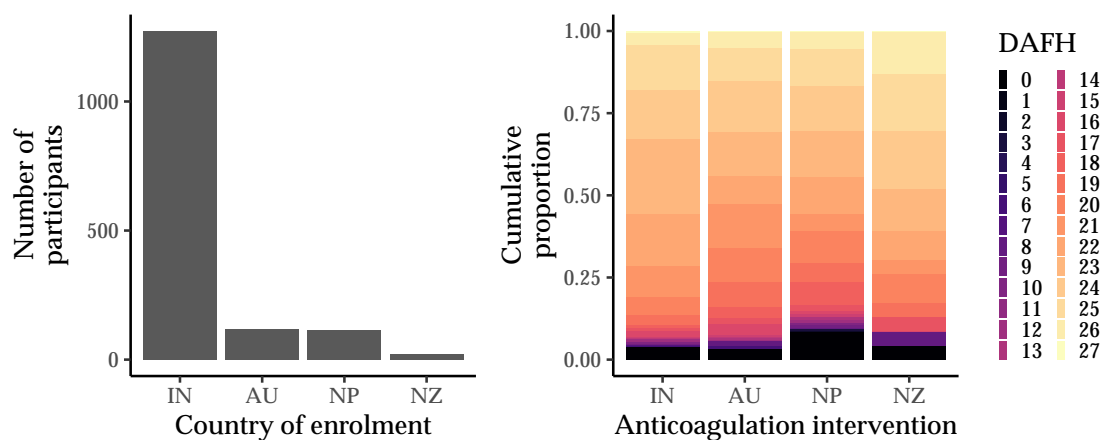 Number of
participants
1000
500
0
IN AU NP NZ
Country of enrolment
Cumulative
proportion
1.00
0.75
0.50
0.25
0.00
IN AU NP NZ
Anticoagulation intervention
DAFH
0 14
1 15
2 16
3 17
4 18
5 19
6 20
7 21
8 22
9 23
10 24
11 25
12 26
13 27